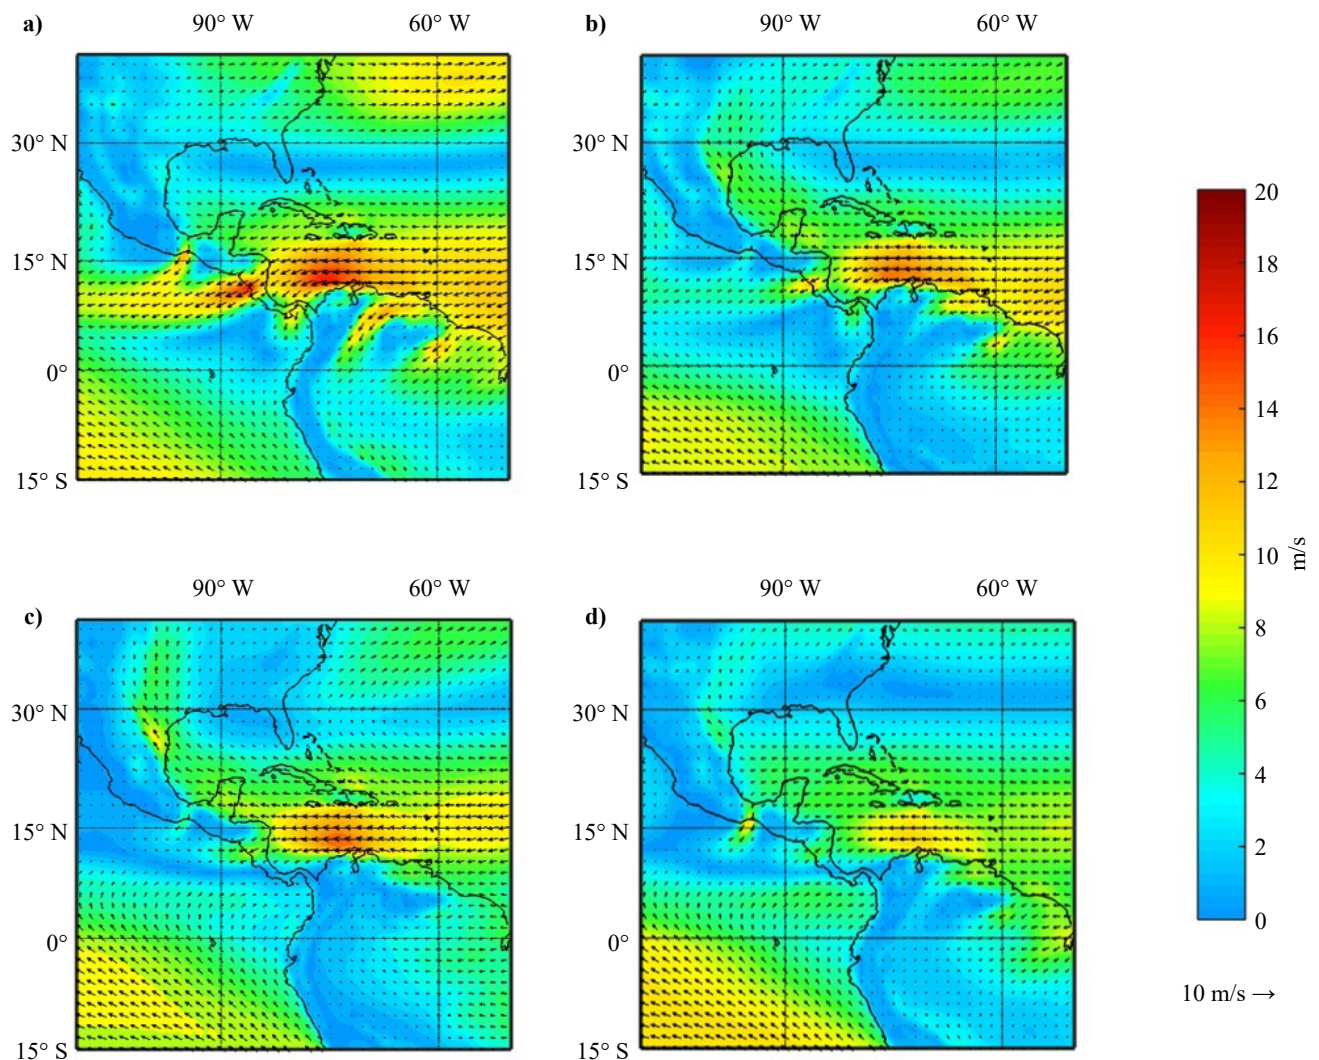 a) 90° W 60° W b) 90° W 60° W
30° N 30° N
15° N 15° N
0° 0°
15° S 15° S
c) 90° W 60° W d) 90° W 60° W
30° N 30° N
15° N 15° N
0° 0°
15° S 15° S
20
18
16
14
12
10
8
6
4
2
0
m/s
10 m/s →